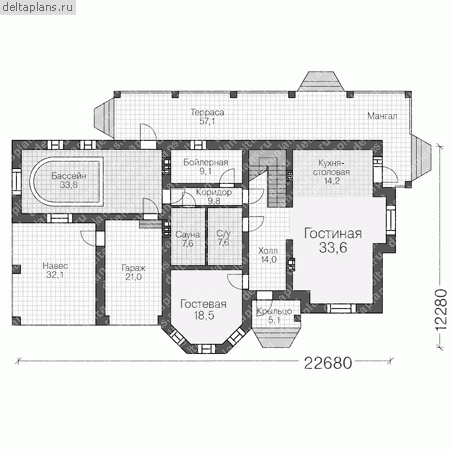 deltaplans.ru
Терраса
57,1
Мангал
Бассейн
33,8
Бойлерная
9,1
Кухня-
столовая
14,2
Коридор
9,8
Сауна
7,6
С/у
7,6
Холл
14,0
Гостиная
33,6
Навес
32,1
Гараж
21,0
Гостевая
18,5
Крыльцо
5,1
22680
12280